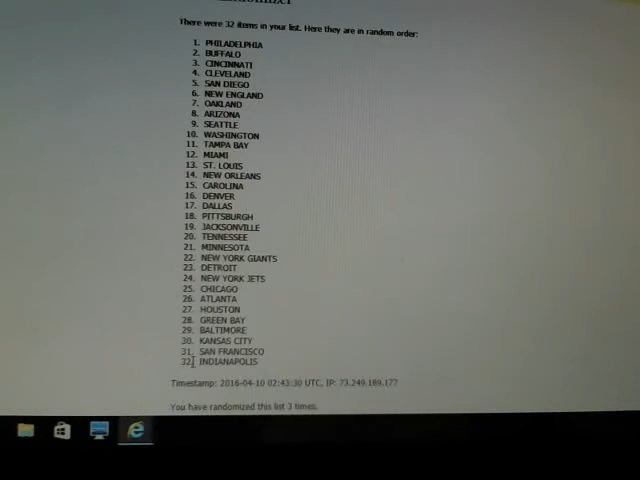 There were 32 items in your list. Here they are in random order:
1. PHILADELPHIA
2. BUFFALO
3. CINCINNATI
4. CLEVELAND
5. SAN DIEGO
6. NEW ENGLAND
7. OAKLAND
8. ARIZONA
9. SEATTLE
10. WASHINGTON
11. TAMPA BAY
12. MIAMI
13. ST. LOUIS
14. NEW ORLEANS
15. CAROLINA
16. DENVER
17. DALLAS
18. PITTSBURGH
19. JACKSONVILLE
20. TENNESSEE
21. MINNESOTA
22. NEW YORK GIANTS
23. DETROIT
24. NEW YORK JETS
25. CHICAGO
26. ATLANTA
27. HOUSTON
28. GREEN BAY
29. BALTIMORE
30. KANSAS CITY
31. SAN FRANCISCO
32. INDIANAPOLIS
Timestamp: 2016-04-10 02:43:30 UTC, IP: 73.249.189.177
You have randomized this list 3 times.